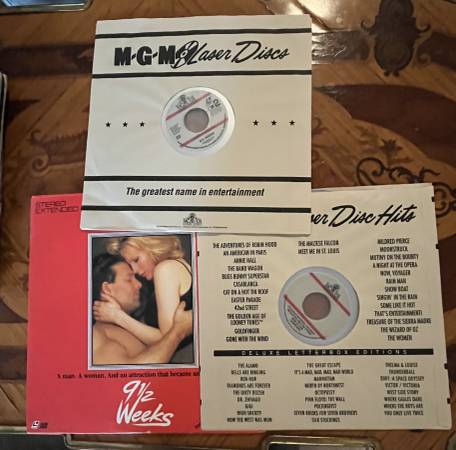 M-G-M Laser Discs
★ ★ ★
★ ★ ★
The greatest name in entertainment
STEREO
EXTENDED
A man. A woman. And an attraction that became an
9½
Weeks
Laser Disc Hits
THE ADVENTURES OF ROBIN HOOD
AN AMERICAN IN PARIS
ANNIE HALL
THE BAND WAGON
BUGS BUNNY SUPERSTAR
CASABLANCA
CAT ON A HOT TIN ROOF
EASTER PARADE
42nd STREET
THE GOLDEN AGE OF
LOONEY TUNES™
GOLDFINGER
GONE WITH THE WIND
THE MALTESE FALCON
MEET ME IN ST. LOUIS
MILDRED PIERCE
MOONSTRUCK
MUTINY ON THE BOUNTY
A NIGHT AT THE OPERA
NOW, VOYAGER
RAIN MAN
SHOW BOAT
SINGIN' IN THE RAIN
SOME LIKE IT HOT
THAT'S ENTERTAINMENT!
TREASURE OF THE SIERRA MADRE
THE WIZARD OF OZ
THE WOMEN
DELUXE LETTERBOX EDITIONS
THE ALAMO
BELLS ARE RINGING
BEN-HUR
DIAMONDS ARE FOREVER
THE DIRTY DOZEN
DR. ZHIVAGO
GIGI
HIGH SOCIETY
HOW THE WEST WAS WON
THE GREAT ESCAPE
IT'S A MAD, MAD, MAD, MAD WORLD
MANHATTAN
NORTH BY NORTHWEST
OCTOPUSSY
PINK FLOYD THE WALL
POLTERGEIST
SEVEN BRIDES FOR SEVEN BROTHERS
SILK STOCKINGS
THELMA & LOUISE
THUNDERBALL
2001: A SPACE ODYSSEY
VICTOR / VICTORIA
WEST SIDE STORY
WHERE EAGLES DARE
WHERE THE BOYS ARE
YOU ONLY LIVE TWICE